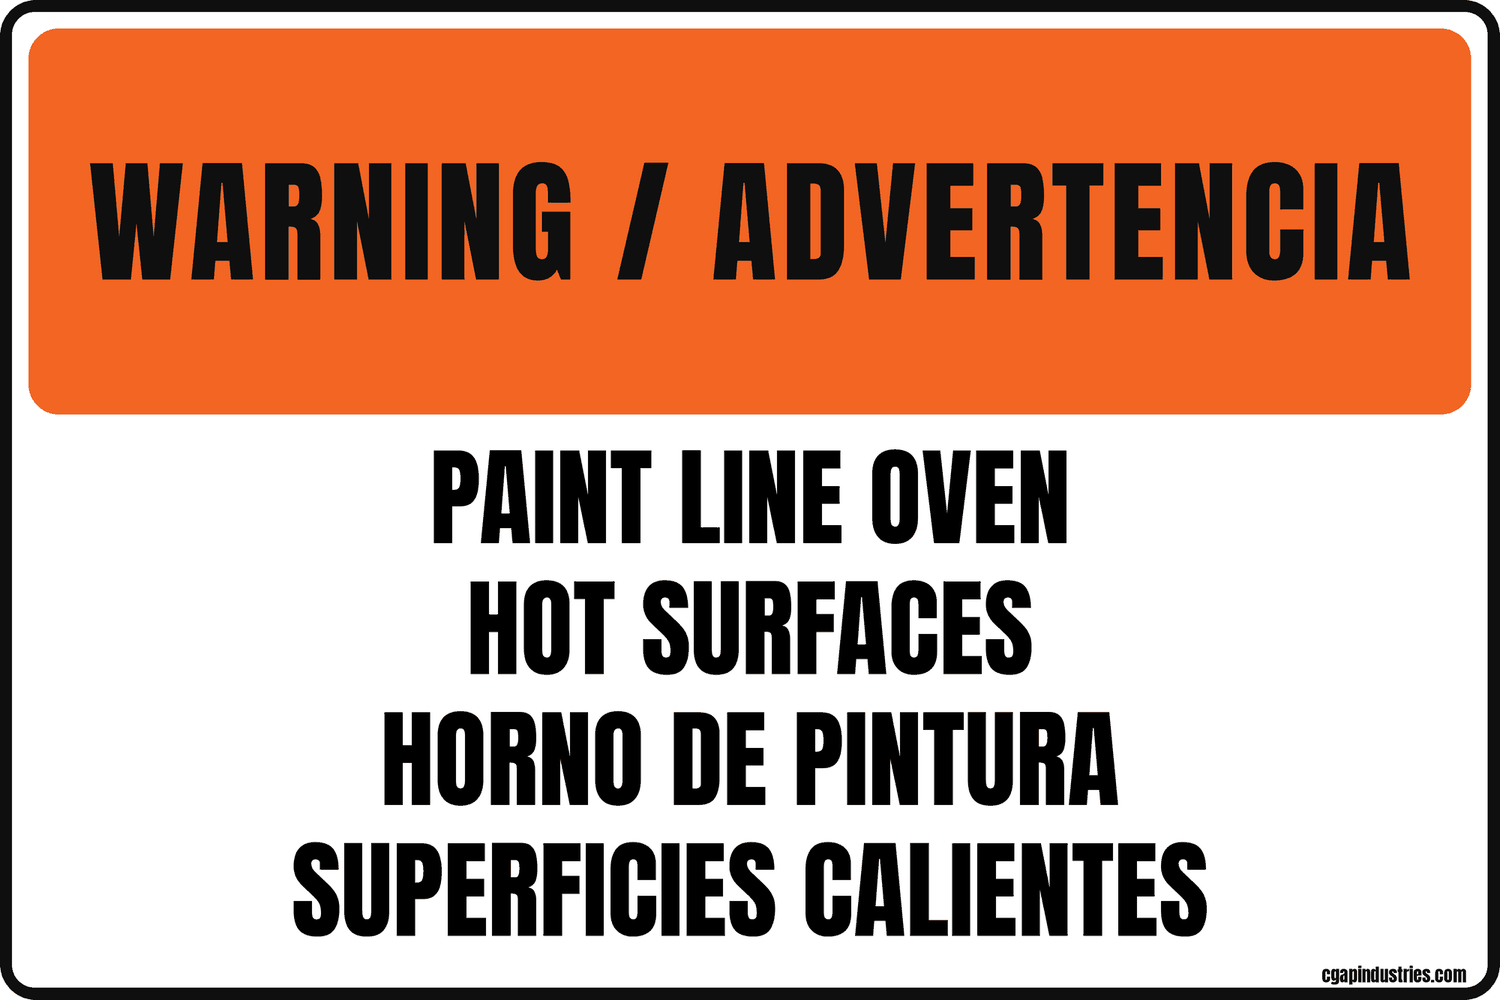 WARNING / ADVERTENCIA
PAINT LINE OVEN
HOT SURFACES
HORNO DE PINTURA
SUPERFICIES CALIENTES
cgapindustries.com